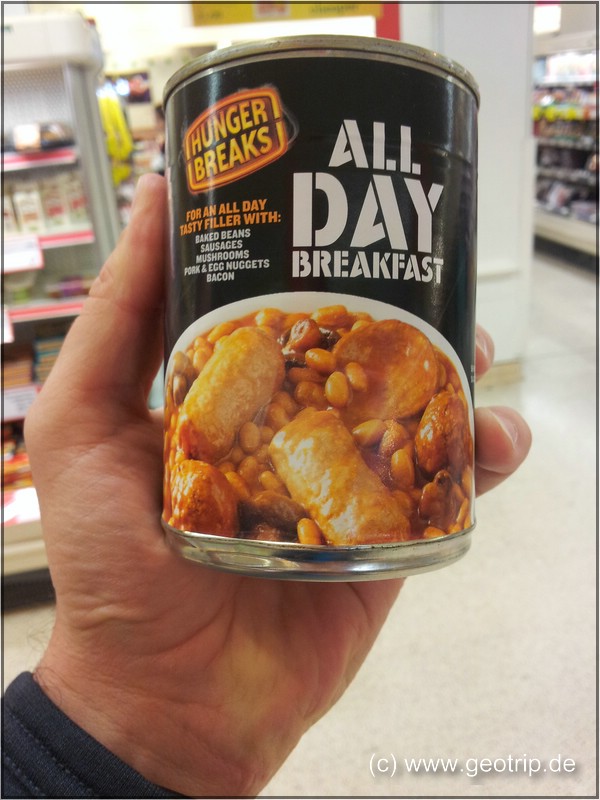 HUNGER
BREAKS
ALL
DAY
BREAKFAST
FOR AN ALL DAY
TASTY FILLER WITH:
BAKED BEANS
SAUSAGES
MUSHROOMS
PORK & EGG NUGGETS
BACON
(c) www.geotrip.de